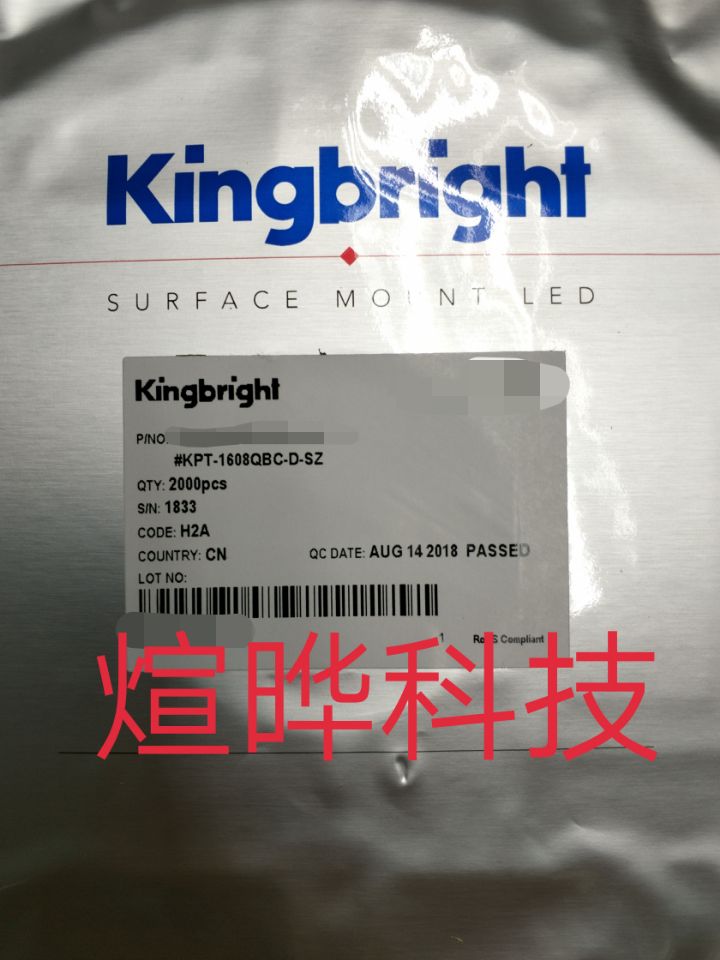 Kingbright
SURFACE MOUNT LED
Kingbright
P/NO:
#KPT-1608QBC-D-SZ
QTY: 2000pcs
S/N: 1833
CODE: H2A
COUNTRY: CN QC DATE: AUG 14 2018 PASSED
LOT NO:
1 RoHS Compliant
煊晔科技